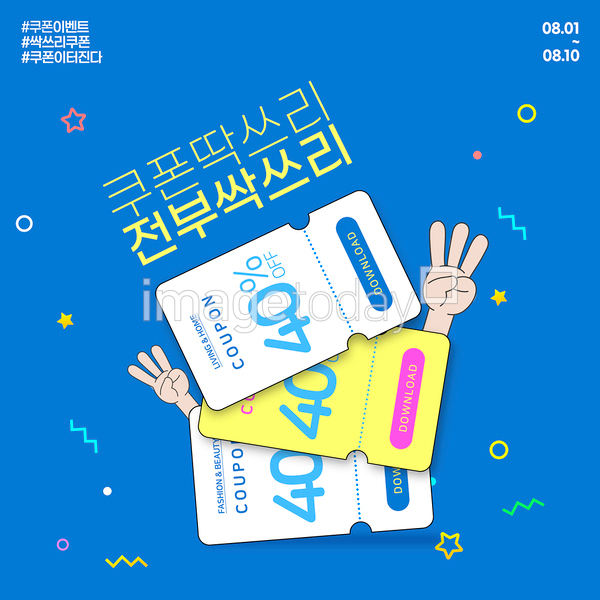 #쿠폰이벤트
#싹쓰리쿠폰
#쿠폰이터진다
08.01
~
08.10
쿠폰딱쓰리
전부싹쓰리
LIVING & HOME
COUPON
40%
OFF
DOWNLOAD
imagetoday
40
DOWNLOAD
FASHION & BEAUTY
COUPON
40